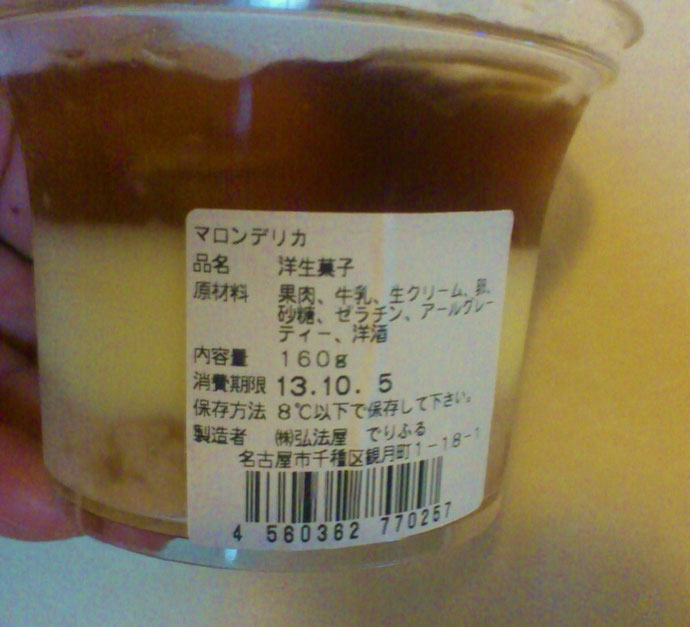 マロンデリカ
品名 洋生菓子
原材料 果肉、牛乳、生クリーム、卵、
砂糖、ゼラチン、アールグレー
ティー、洋酒
内容量 160g
消費期限 13.10.5
保存方法 8℃以下で保存して下さい。
製造者 ㈱弘法屋 でりふる
名古屋市千種区観月町1-18-1
4 560362 770257